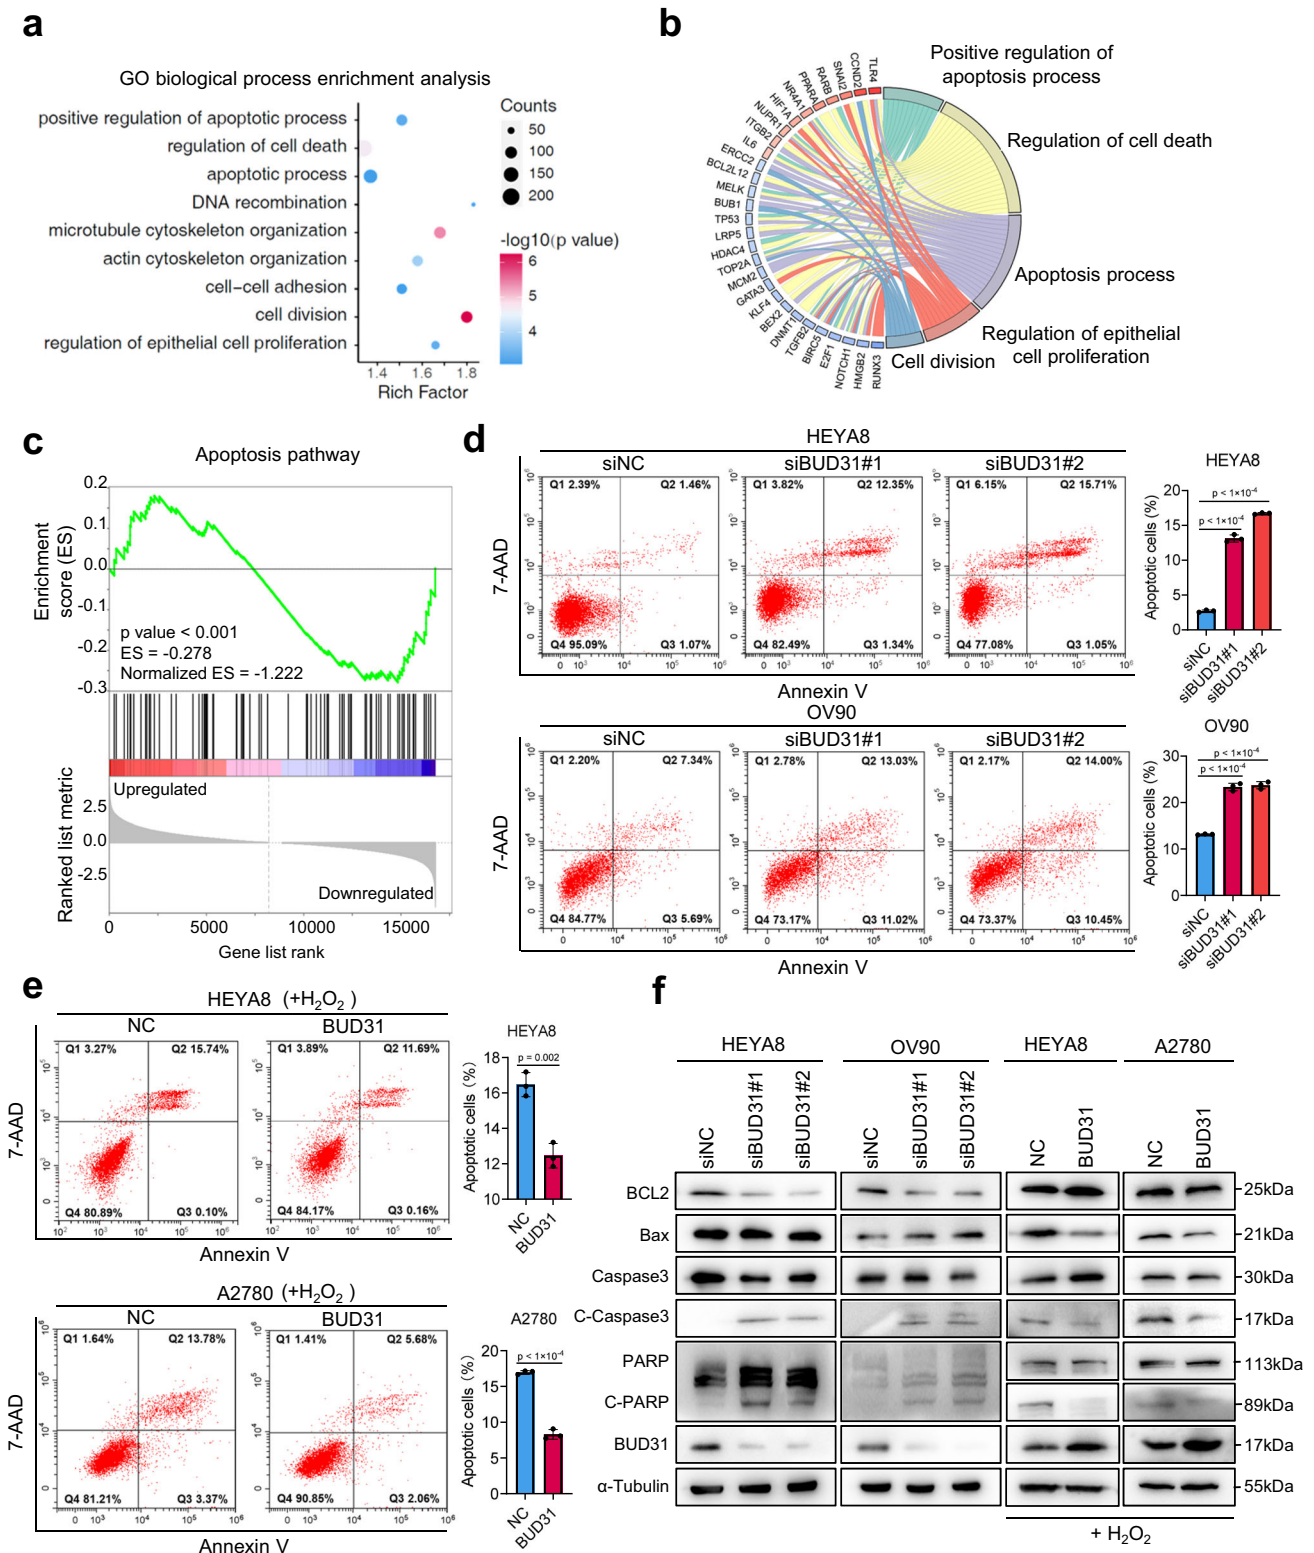 a
GO biological process enrichment analysis
positive regulation of apoptotic process
regulation of cell death
apoptotic process
DNA recombination
microtubule cytoskeleton organization
actin cytoskeleton organization
cell−cell adhesion
cell division
regulation of epithelial cell proliferation
1.4 1.6 1.8
Rich Factor
Counts
50
100
150
200
-log10(p value)
6
5
4
b
Positive regulation of
apoptosis process
Regulation of cell death
Apoptosis process
Regulation of epithelial
cell proliferation
Cell division
TLR4
CCND2
SNAI2
RARB
PPARA
NR4A1
HIF1A
NUPR1
ITGB2
IL6
ERCC2
BCL2L12
MELK
BUB1
TP53
LRP5
HDAC4
TOP2A
MCM2
GATA3
KLF4
BEX2
DNMT1
TGFB2
BIRC5
E2F1
NOTCH1
HMGB2
RUNX3
c
Apoptosis pathway
Enrichment
score (ES)
0.2
0.1
0.0
-0.1
-0.2
-0.3
p value < 0.001
ES = -0.278
Normalized ES = -1.222
Ranked list metric
Upregulated
2.5
0.0
-2.5
Downregulated
0 5000 10000 15000
Gene list rank
d
HEYA8
siNC siBUD31#1 siBUD31#2
7-AAD
Q1 2.39% Q2 1.46%
Q4 95.09% Q3 1.07%
Q1 3.82% Q2 12.35%
Q4 82.49% Q3 1.34%
Q1 6.15% Q2 15.71%
Q4 77.08% Q3 1.05%
Annexin V
HEYA8
Apoptotic cells (%)
20
15
10
5
0
p < 1×10⁻⁴
p < 1×10⁻⁴
siNC
siBUD31#1
siBUD31#2
OV90
siNC siBUD31#1 siBUD31#2
7-AAD
Q1 2.20% Q2 7.34%
Q4 84.77% Q3 5.69%
Q1 2.78% Q2 13.03%
Q4 73.17% Q3 11.02%
Q1 2.17% Q2 14.00%
Q4 73.37% Q3 10.45%
Annexin V
OV90
Apoptotic cells (%)
30
20
10
0
p < 1×10⁻⁴
p < 1×10⁻⁴
siNC
siBUD31#1
siBUD31#2
e
HEYA8 (+H₂O₂ )
NC BUD31
7-AAD
Q1 3.27% Q2 15.74%
Q4 80.89% Q3 0.10%
Q1 3.89% Q2 11.69%
Q4 84.17% Q3 0.16%
Annexin V
HEYA8
Apoptotic cells (%)
18
16
14
12
10
p = 0.002
NC
BUD31
A2780 (+H₂O₂ )
NC BUD31
7-AAD
Q1 1.64% Q2 13.78%
Q4 81.21% Q3 3.37%
Q1 1.41% Q2 5.68%
Q4 90.85% Q3 2.06%
Annexin V
A2780
Apoptotic cells (%)
20
15
10
5
0
p < 1×10⁻⁴
NC
BUD31
f
HEYA8 OV90 HEYA8 A2780
siNC siBUD31#1 siBUD31#2 siNC siBUD31#1 siBUD31#2 NC BUD31 NC BUD31
BCL2 25kDa
Bax 21kDa
Caspase3 30kDa
C-Caspase3 17kDa
PARP 113kDa
C-PARP 89kDa
BUD31 17kDa
α-Tubulin 55kDa
+ H₂O₂